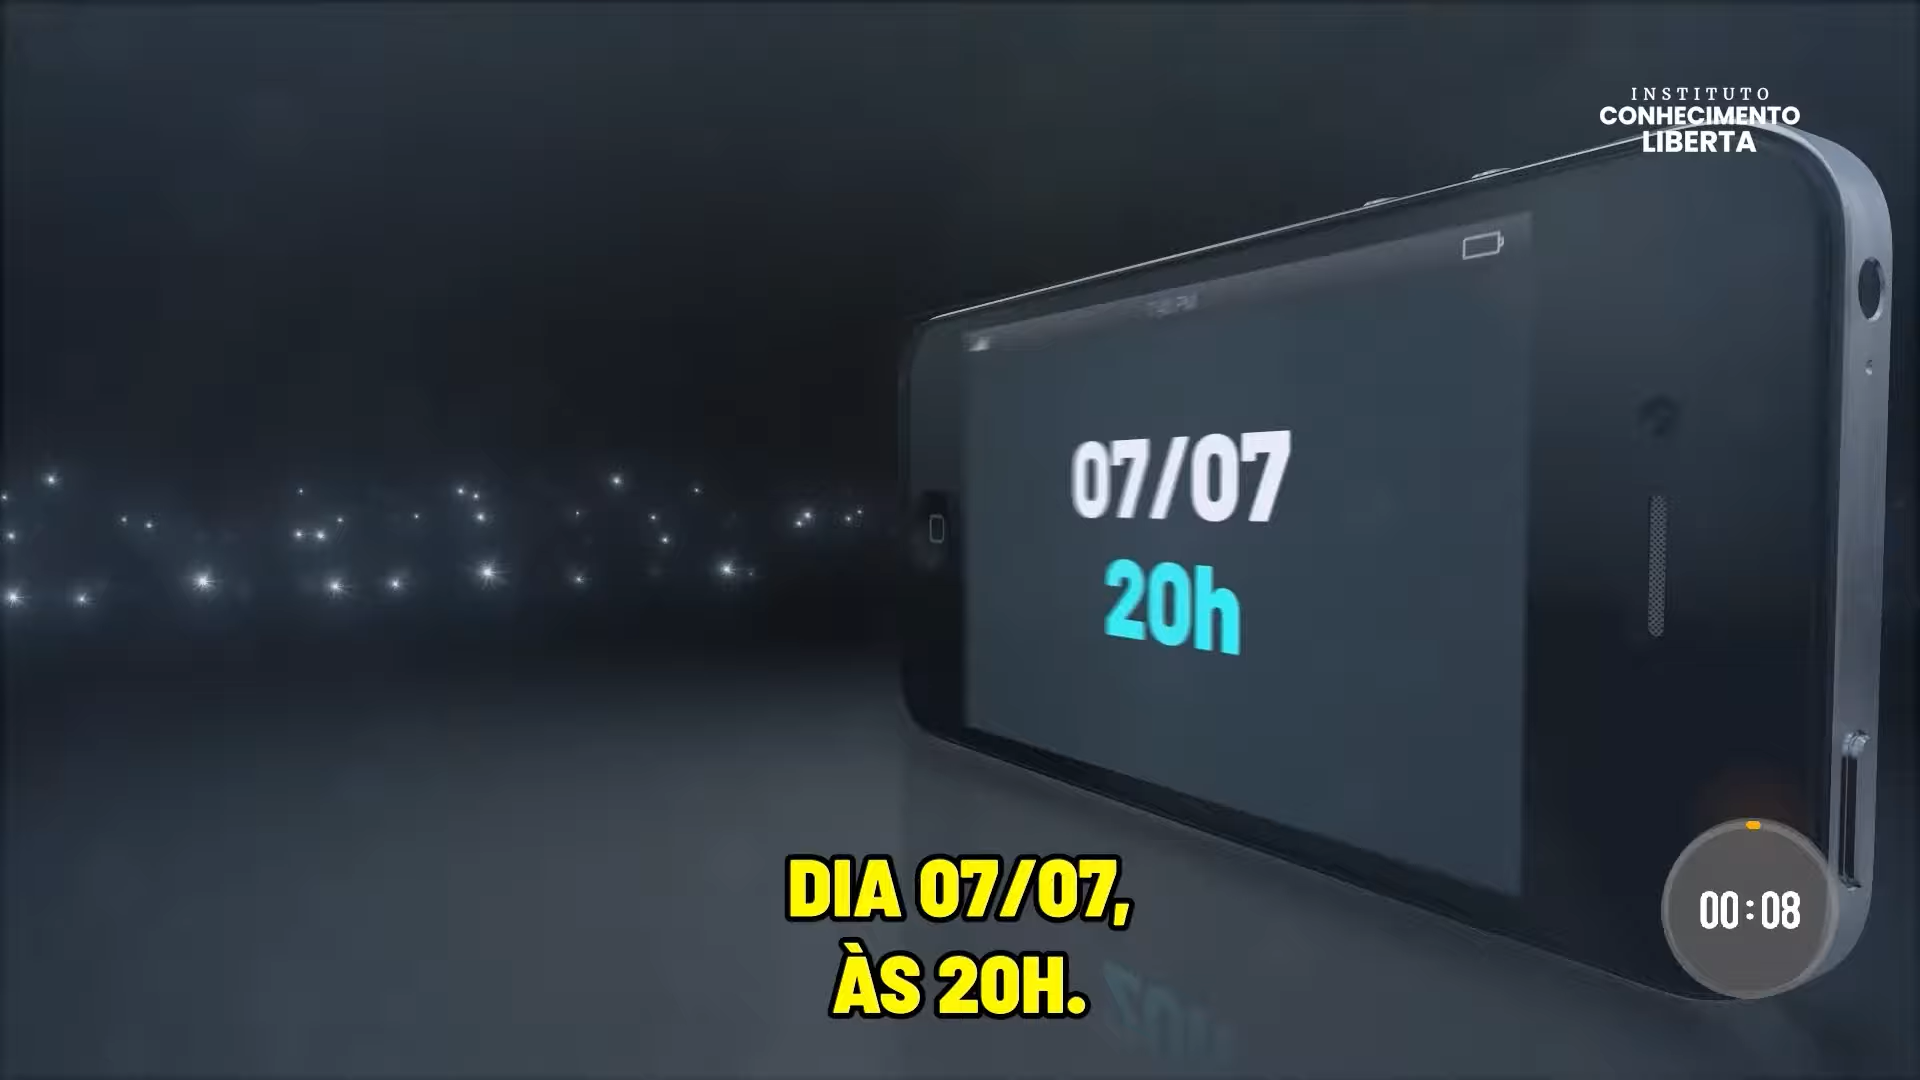 INSTITUTO
CONHECIMENTO
LIBERTA
07/07
20h
DIA 07/07,
ÀS 20H.
00:08